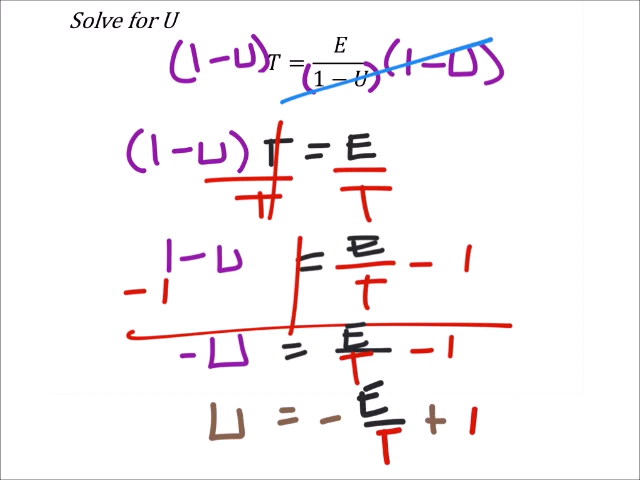 Solve for U
(1-U) T = E/(1 − U) (1-U)
(1-U) T = E
T T
1-U = E/T - 1
-1
-U = E/T - 1
U = - E/T + 1